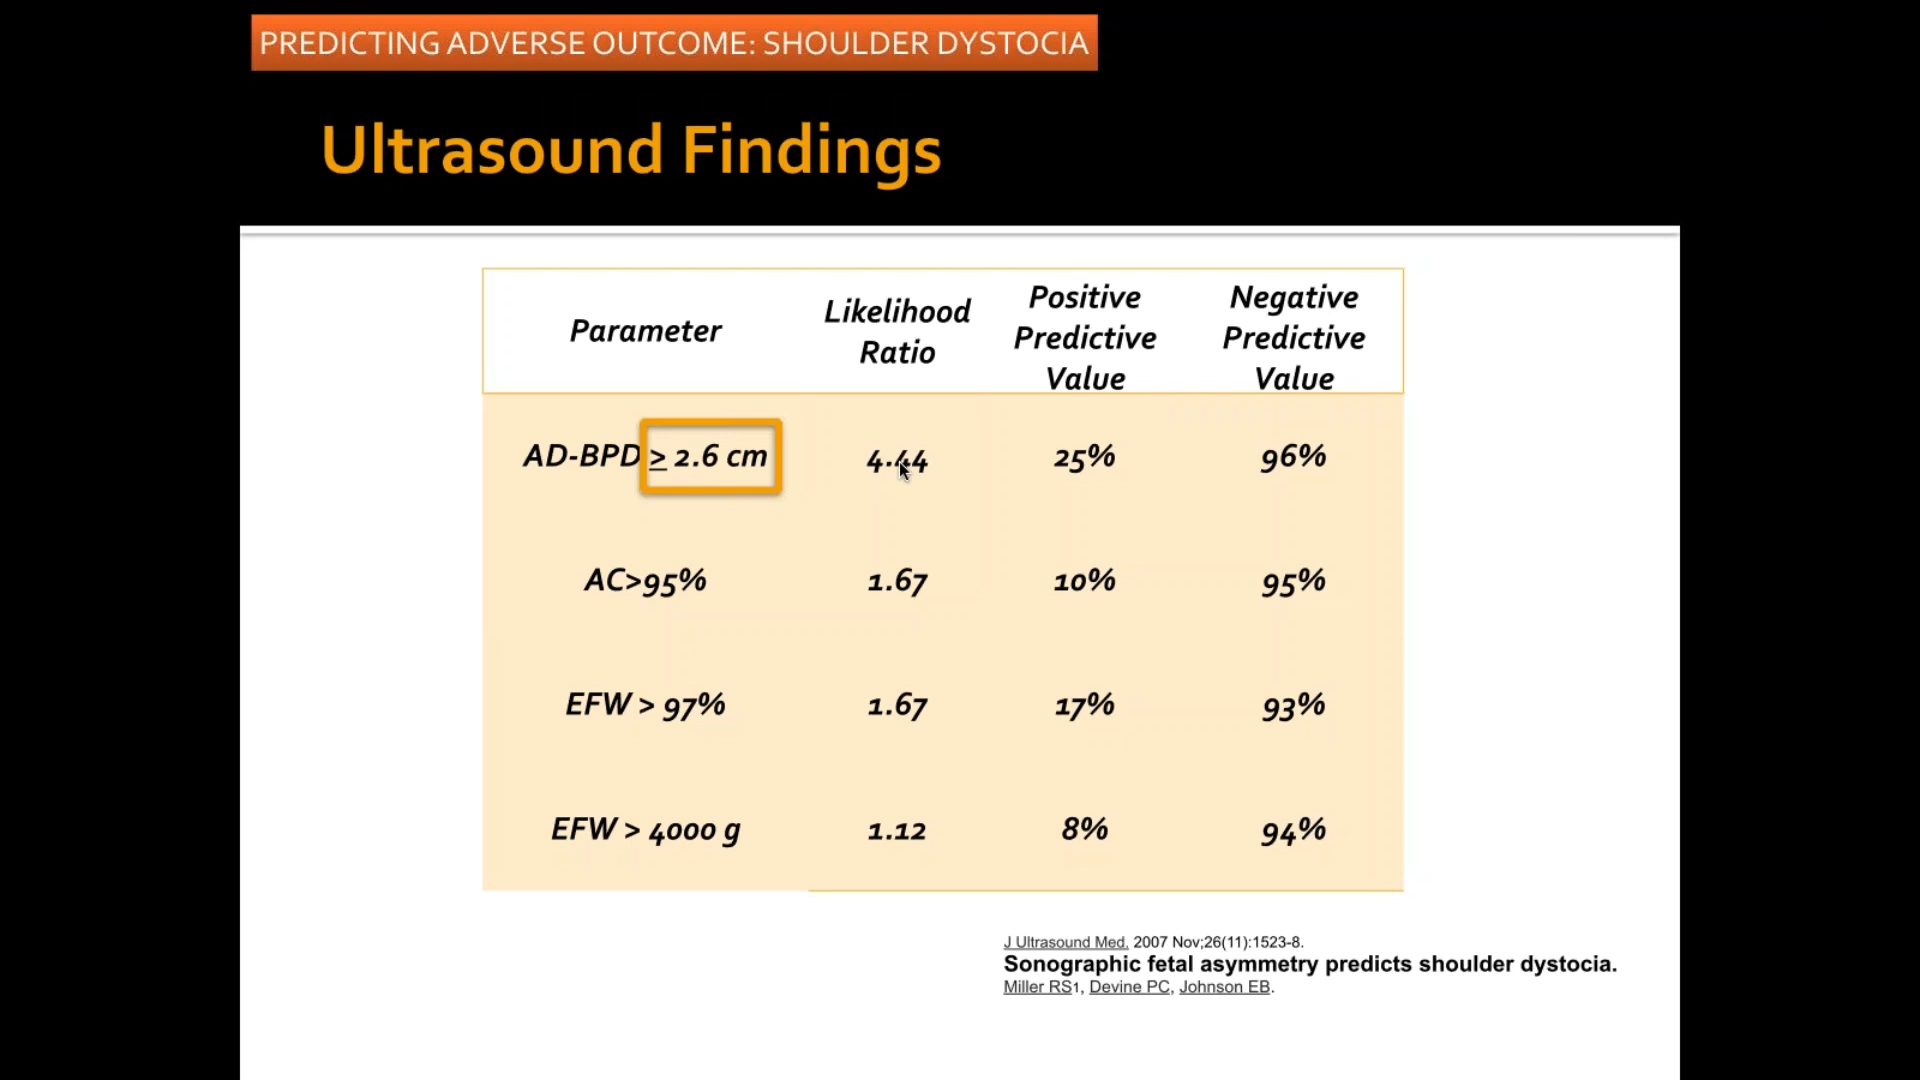 PREDICTING ADVERSE OUTCOME: SHOULDER DYSTOCIA
Ultrasound Findings
Parameter
Likelihood
Ratio
Positive
Predictive
Value
Negative
Predictive
Value
AD-BPD ≥ 2.6 cm 4.44 25% 96%
AC>95% 1.67 10% 95%
EFW > 97% 1.67 17% 93%
EFW > 4000 g 1.12 8% 94%
J Ultrasound Med. 2007 Nov;26(11):1523-8.
Sonographic fetal asymmetry predicts shoulder dystocia.
Miller RS1, Devine PC, Johnson EB.